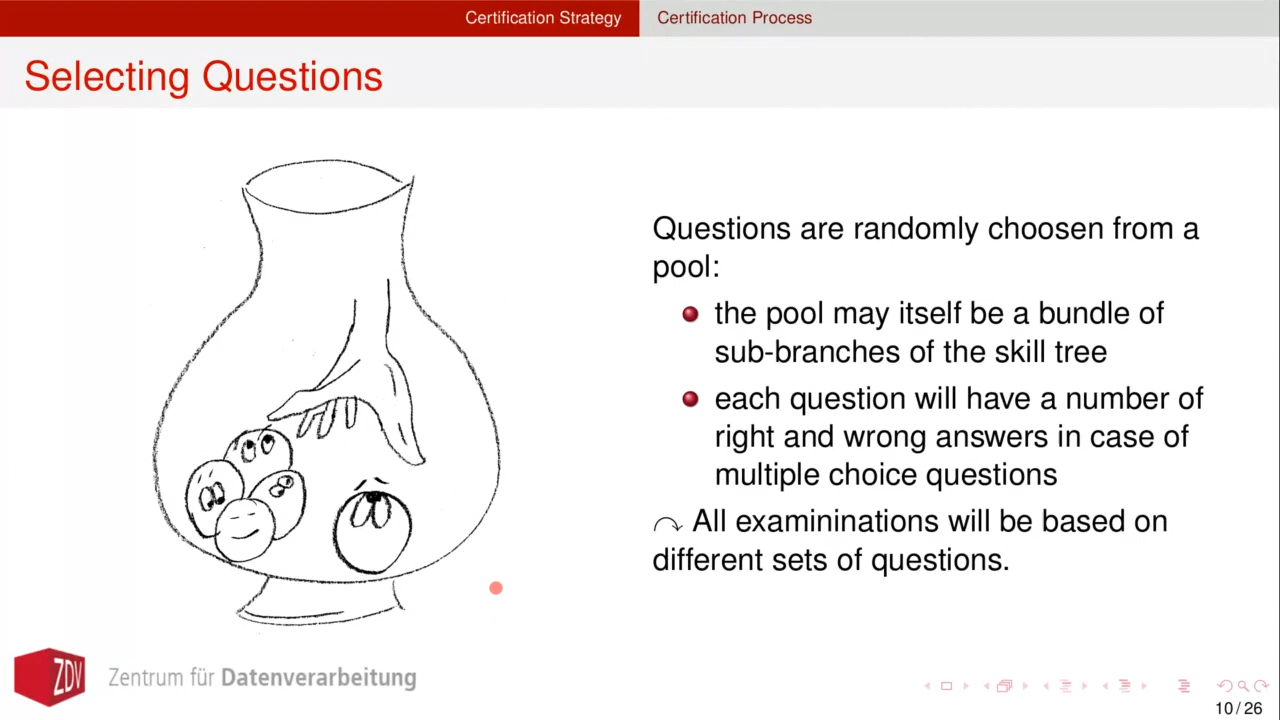 Certification Strategy
Certification Process
Selecting Questions
Questions are randomly choosen from a
pool:
the pool may itself be a bundle of
sub-branches of the skill tree
each question will have a number of
right and wrong answers in case of
multiple choice questions
All examininations will be based on
different sets of questions.
ZDV
Zentrum für Datenverarbeitung
10 / 26